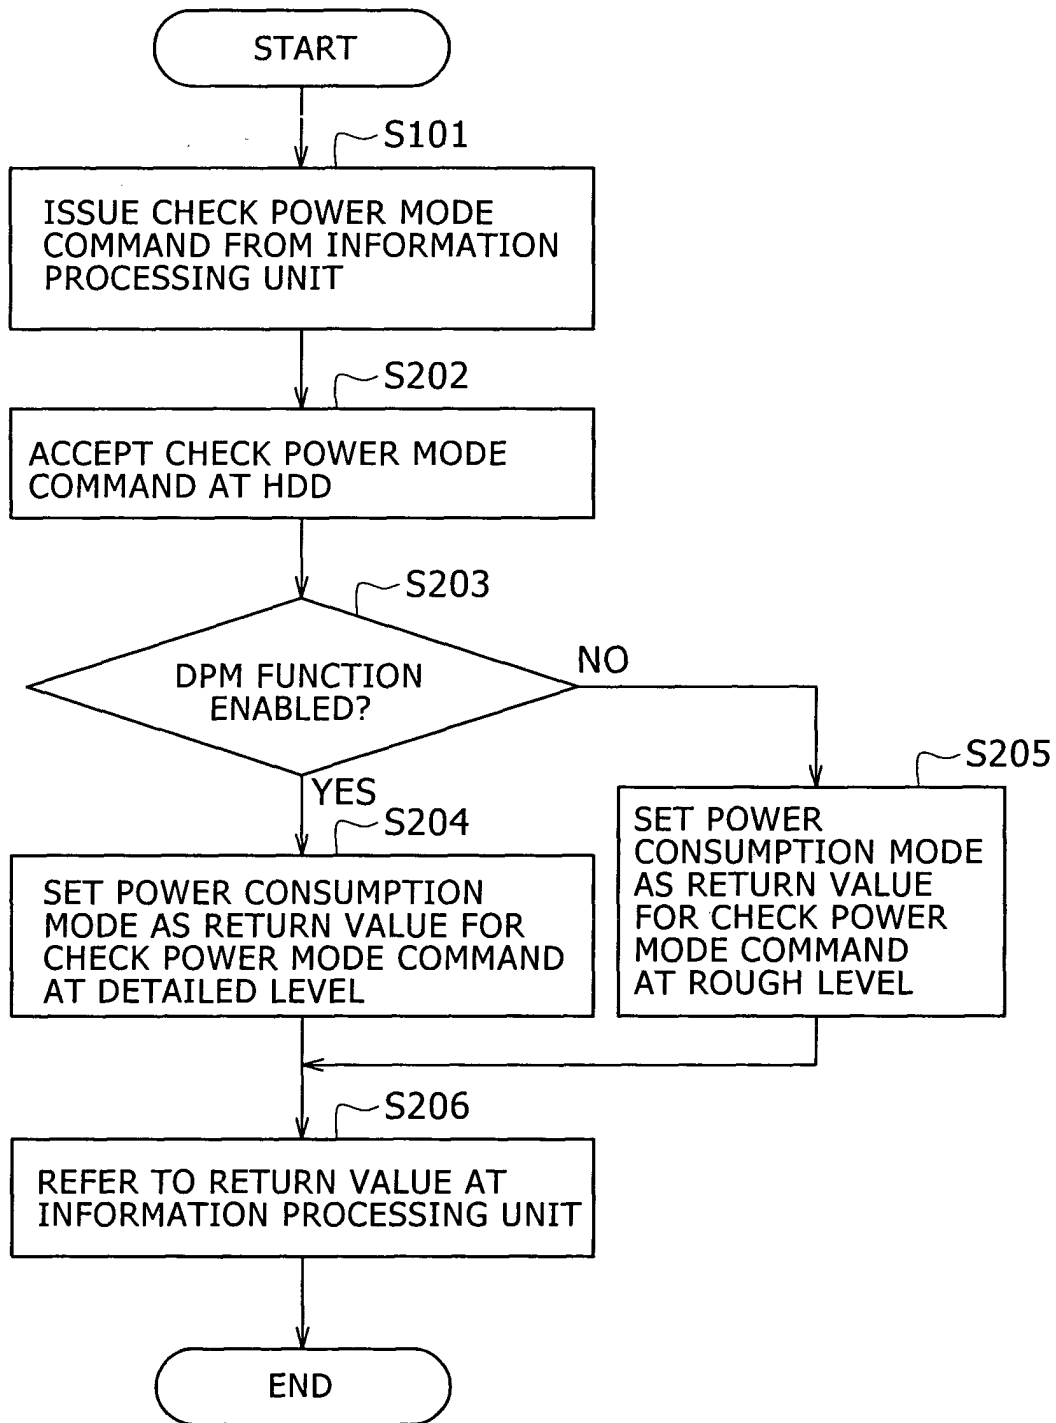 START
S101
ISSUE CHECK POWER MODE
COMMAND FROM INFORMATION
PROCESSING UNIT
S202
ACCEPT CHECK POWER MODE
COMMAND AT HDD
S203
DPM FUNCTION
ENABLED?
NO
YES
S204
SET POWER CONSUMPTION
MODE AS RETURN VALUE FOR
CHECK POWER MODE COMMAND
AT DETAILED LEVEL
S205
SET POWER
CONSUMPTION MODE
AS RETURN VALUE
FOR CHECK POWER
MODE COMMAND
AT ROUGH LEVEL
S206
REFER TO RETURN VALUE AT
INFORMATION PROCESSING UNIT
END